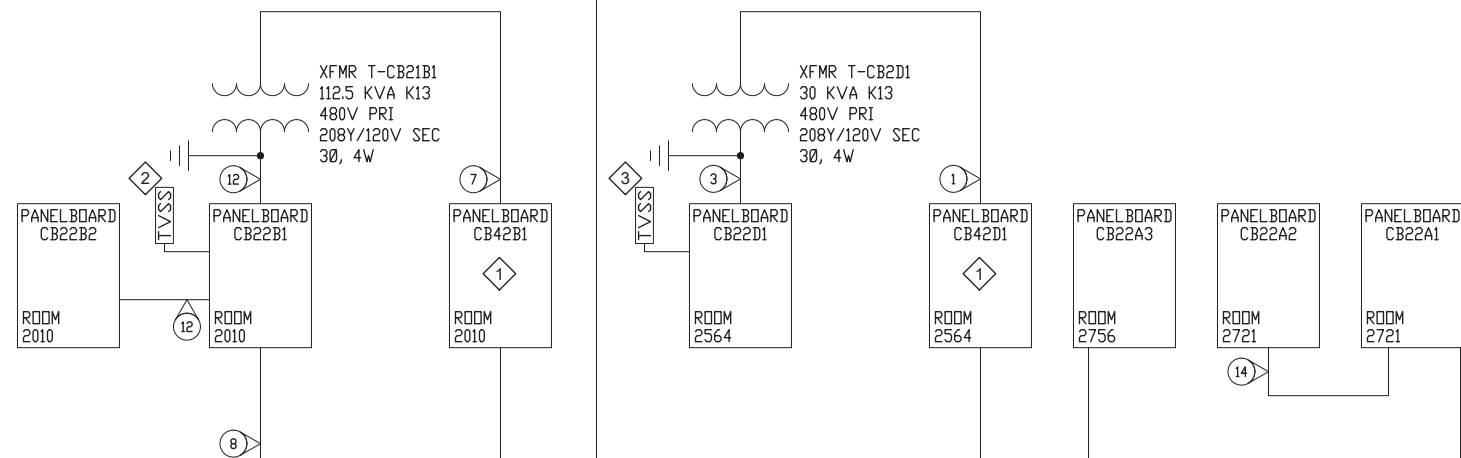 XFMR T-CB21B1
112.5 KVA K13
480V PRI
208Y/120V SEC
3Ø, 4W
XFMR T-CB2D1
30 KVA K13
480V PRI
208Y/120V SEC
3Ø, 4W
2
12
7
3
3
1
TVSS
TVSS
PANELBOARD
CB22B2
ROOM
2010
PANELBOARD
CB22B1
ROOM
2010
PANELBOARD
CB42B1
1
ROOM
2010
PANELBOARD
CB22D1
ROOM
2564
PANELBOARD
CB42D1
1
ROOM
2564
PANELBOARD
CB22A3
ROOM
2756
PANELBOARD
CB22A2
ROOM
2721
PANELBOARD
CB22A1
ROOM
2721
12
14
8